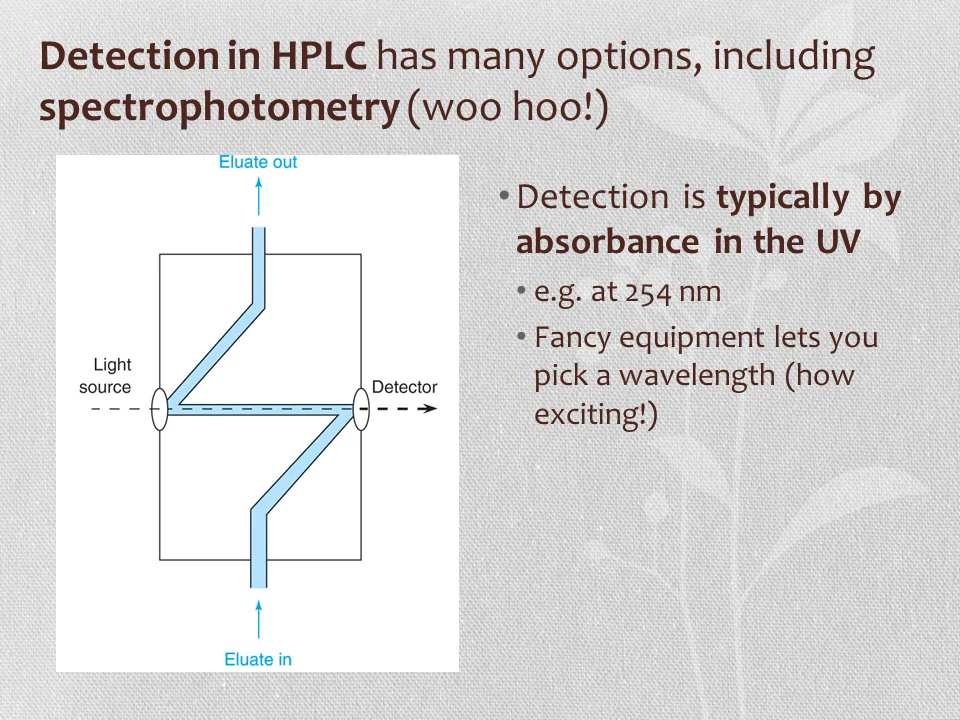 Detection in HPLC has many options, including
spectrophotometry (woo hoo!)
Eluate out
Light
source
Detector
Eluate in
• Detection is typically by
absorbance in the UV
• e.g. at 254 nm
• Fancy equipment lets you
pick a wavelength (how
exciting!)